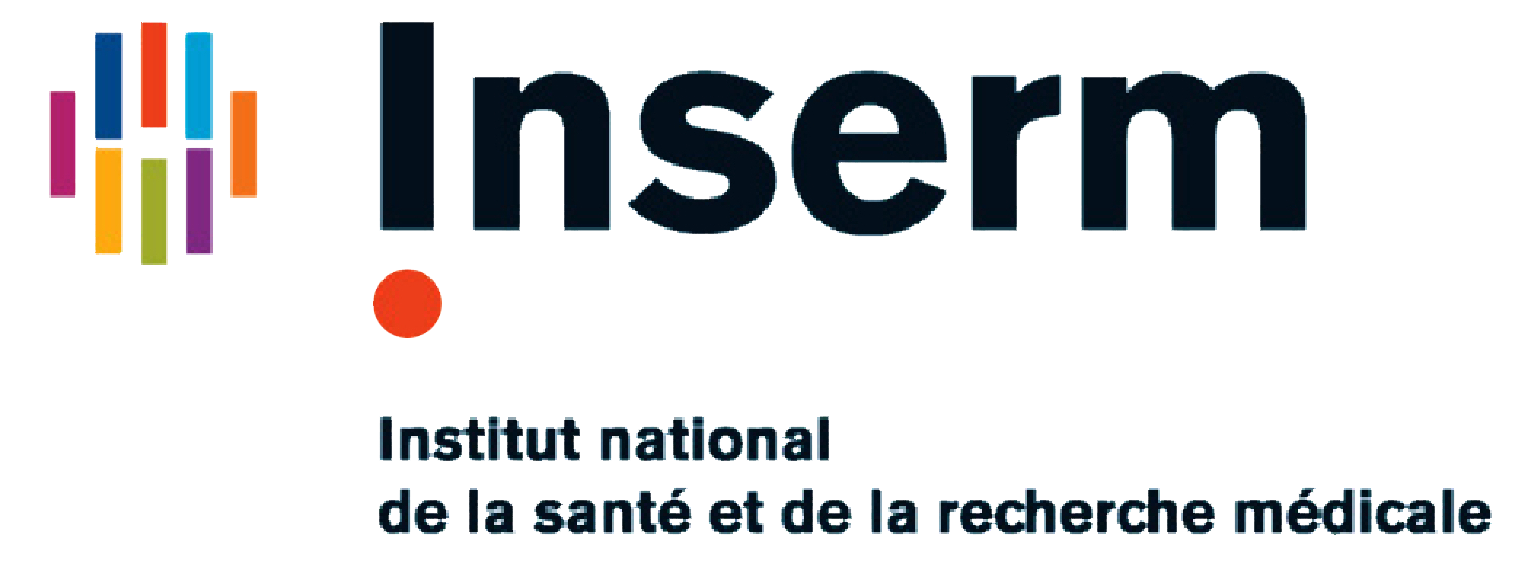 Inserm
Institut national
de la santé et de la recherche médicale